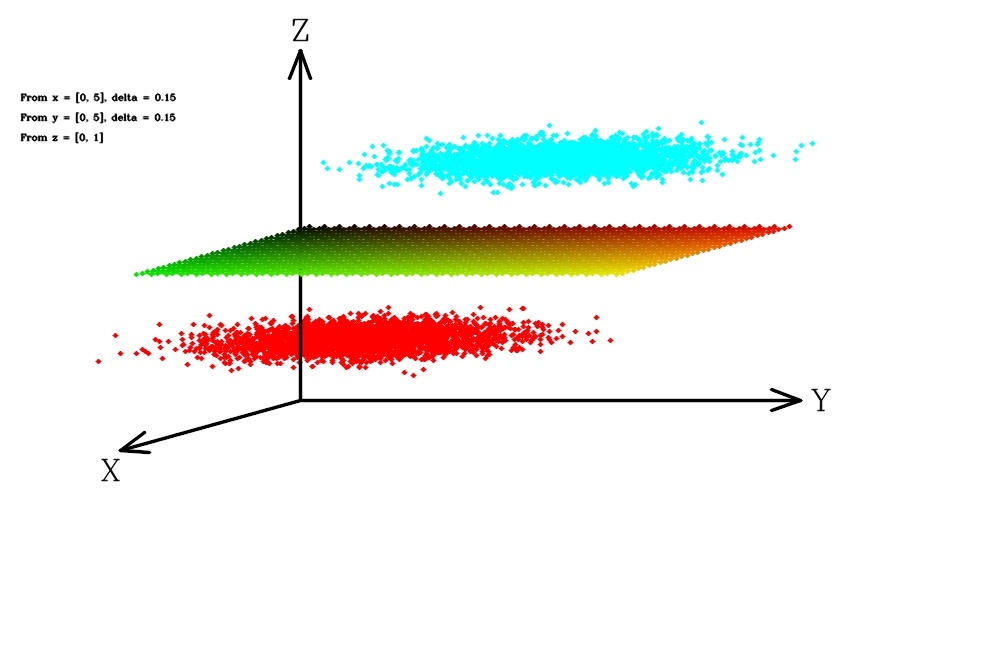 Z
From x = [0, 5], delta = 0.15
From y = [0, 5], delta = 0.15
From z = [0, 1]
Y
X